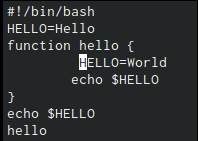 #!/bin/bash
HELLO=Hello
function hello {
        HELLO=World
       echo $HELLO
}
echo $HELLO
hello